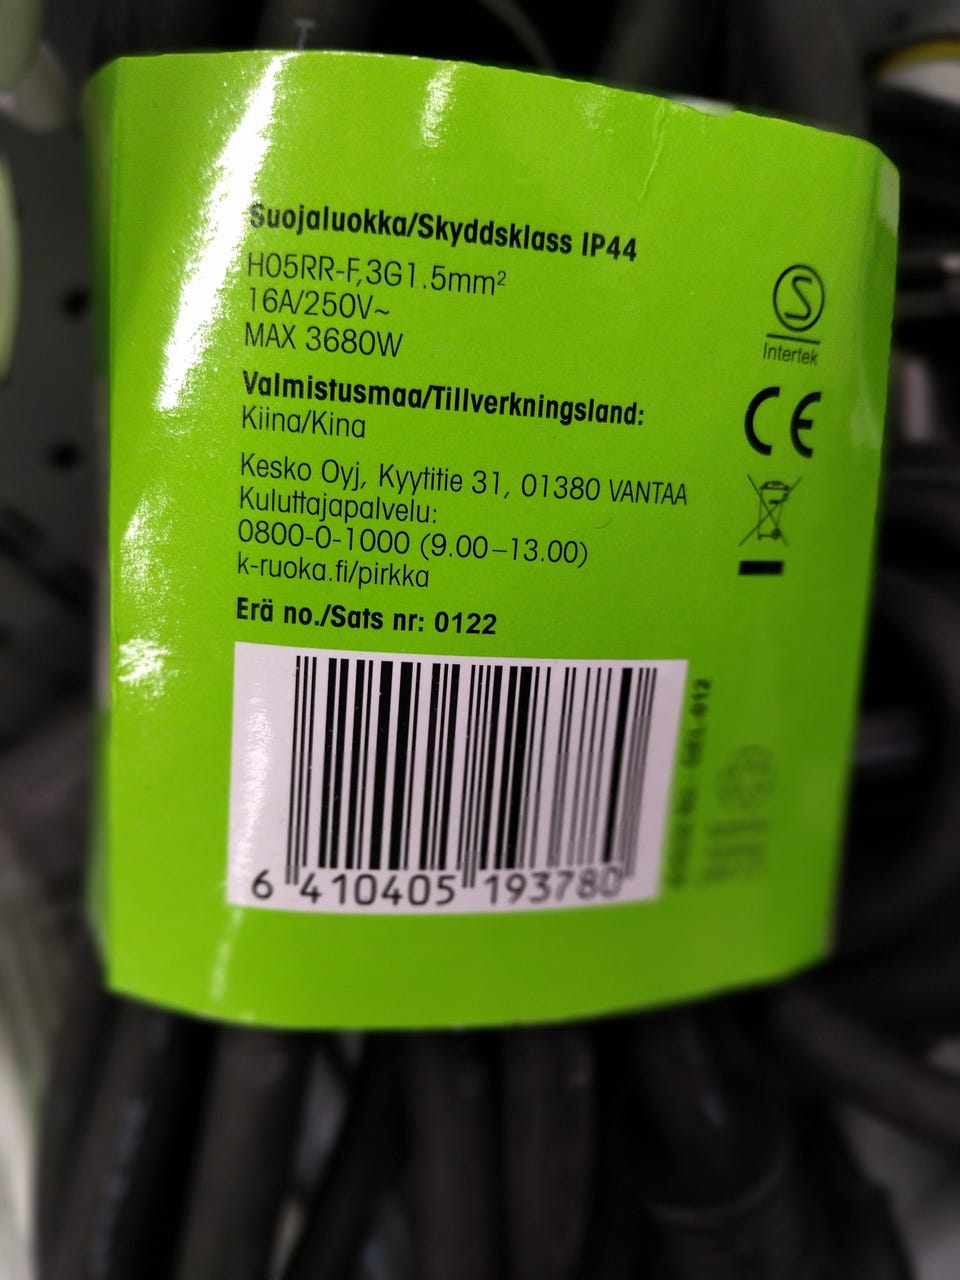 Suojaluokka/Skyddsklass IP44
H05RR-F,3G1.5mm²
16A/250V~
MAX 3680W
Valmistusmaa/Tillverkningsland:
Kiina/Kina
Kesko Oyj, Kyytitie 31, 01380 VANTAA
Kuluttajapalvelu:
0800-0-1000 (9.00–13.00)
k-ruoka.fi/pirkka
Erä no./Sats nr: 0122
6 410405 193780
S
Intertek
CE